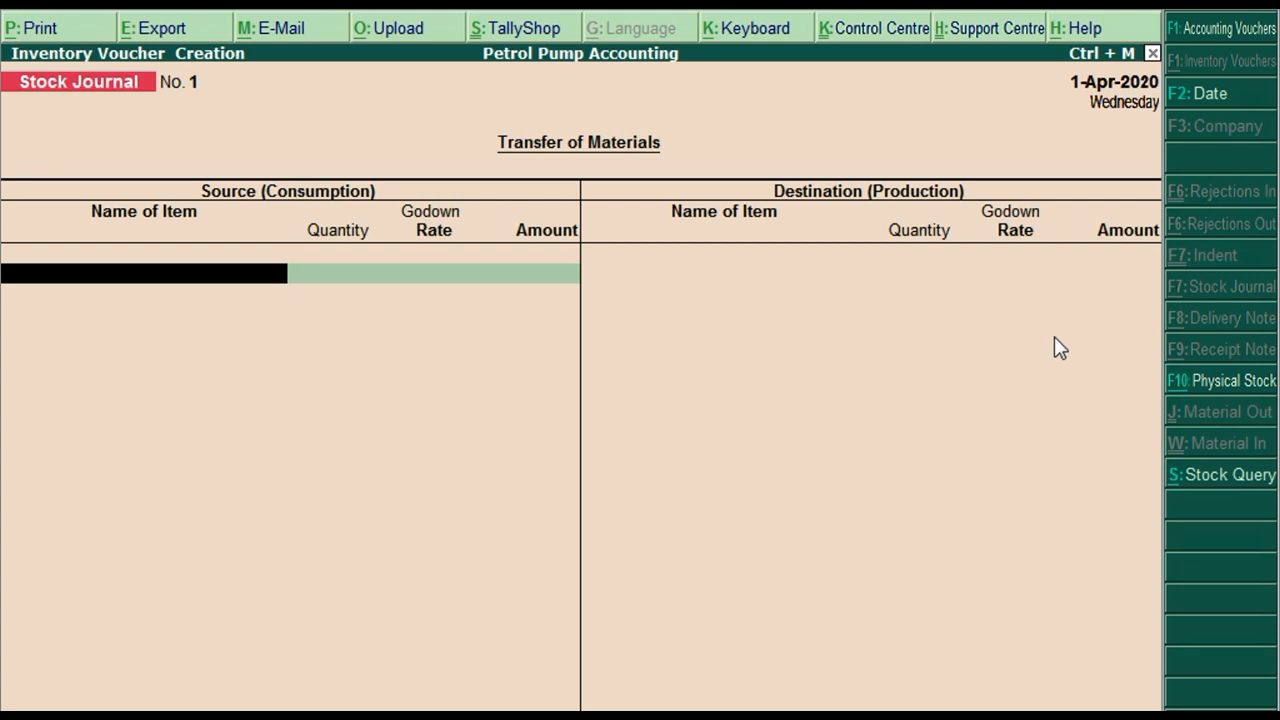 P: Print E: Export M: E-Mail O: Upload S: TallyShop G: Language K: Keyboard K: Control Centre H: Support Centre H: Help
Inventory Voucher Creation Petrol Pump Accounting Ctrl + M
Stock Journal No. 1 1-Apr-2020
Wednesday
Transfer of Materials
Source (Consumption) Destination (Production)
Name of Item Godown Name of Item Godown
Quantity Rate Amount Quantity Rate Amount
F1: Accounting Vouchers
F1: Inventory Vouchers
F2: Date
F3: Company
F6: Rejections In
F6: Rejections Out
F7: Indent
F7: Stock Journal
F8: Delivery Note
F9: Receipt Note
F10: Physical Stock
J: Material Out
W: Material In
S: Stock Query